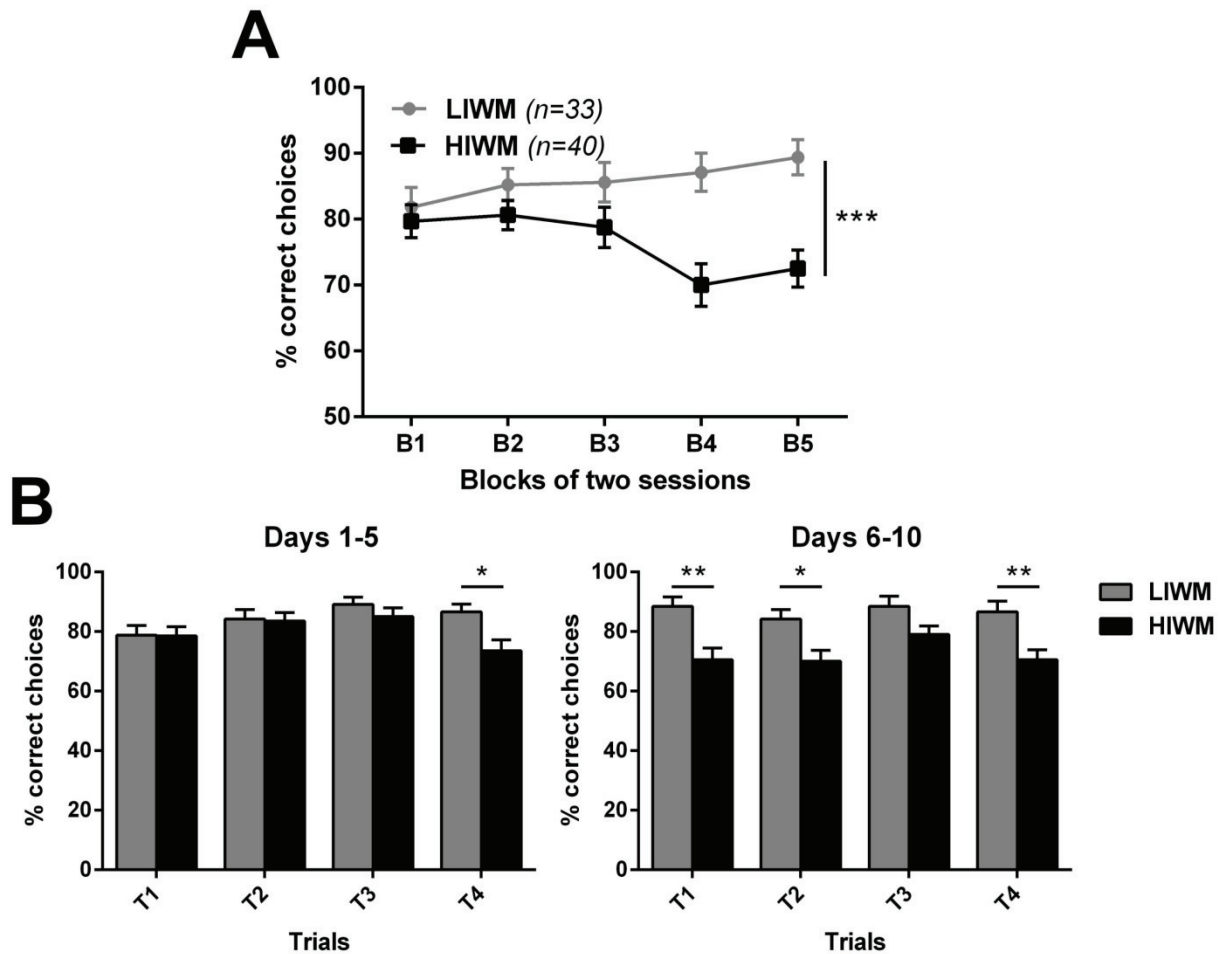 A
100
90
80
70
60
50
% correct choices
LIWM (n=33)
HIWM (n=40)
***
B1 B2 B3 B4 B5
Blocks of two sessions
B
Days 1-5
100
80
60
40
20
0
% correct choices
*
T1 T2 T3 T4
Trials
Days 6-10
100
80
60
40
20
0
% correct choices
** * **
T1 T2 T3 T4
Trials
LIWM
HIWM